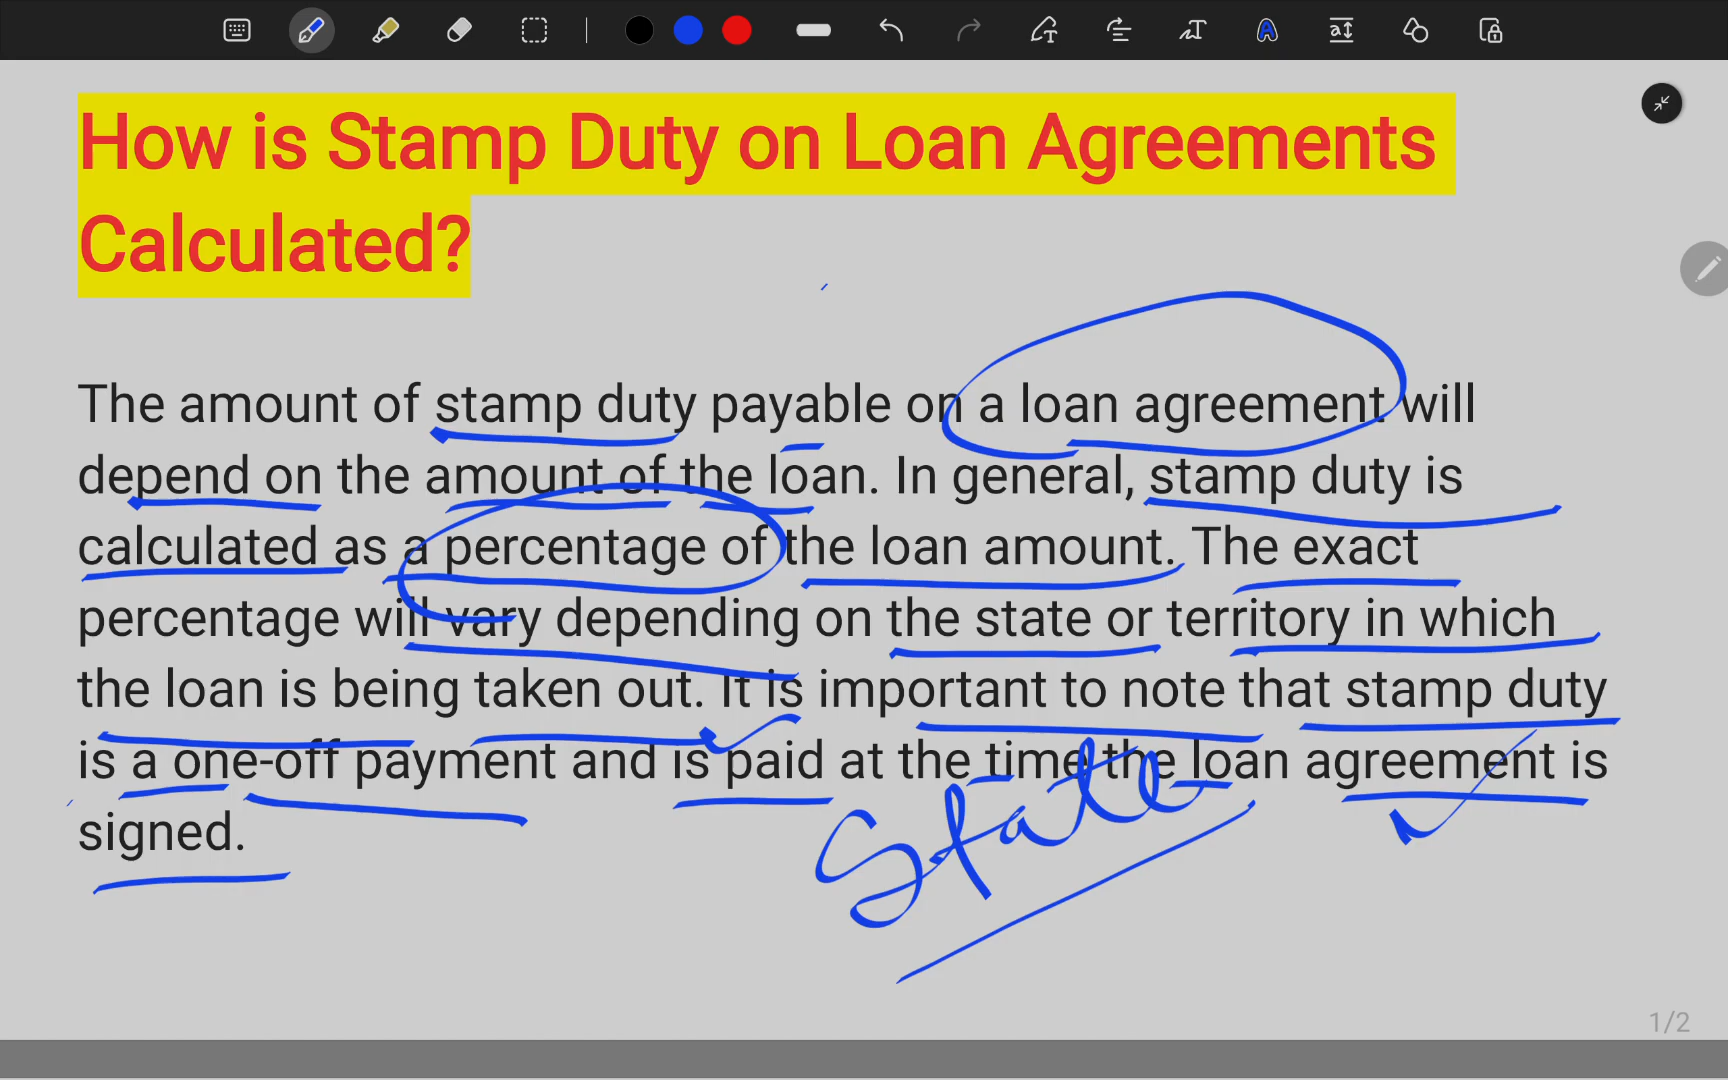 How is Stamp Duty on Loan Agreements
Calculated?
The amount of stamp duty payable on a loan agreement will
depend on the amount of the loan. In general, stamp duty is
calculated as a percentage of the loan amount. The exact
percentage will vary depending on the state or territory in which
the loan is being taken out. It is important to note that stamp duty
is a one-off payment and is paid at the time the loan agreement is
signed.
State
1/2